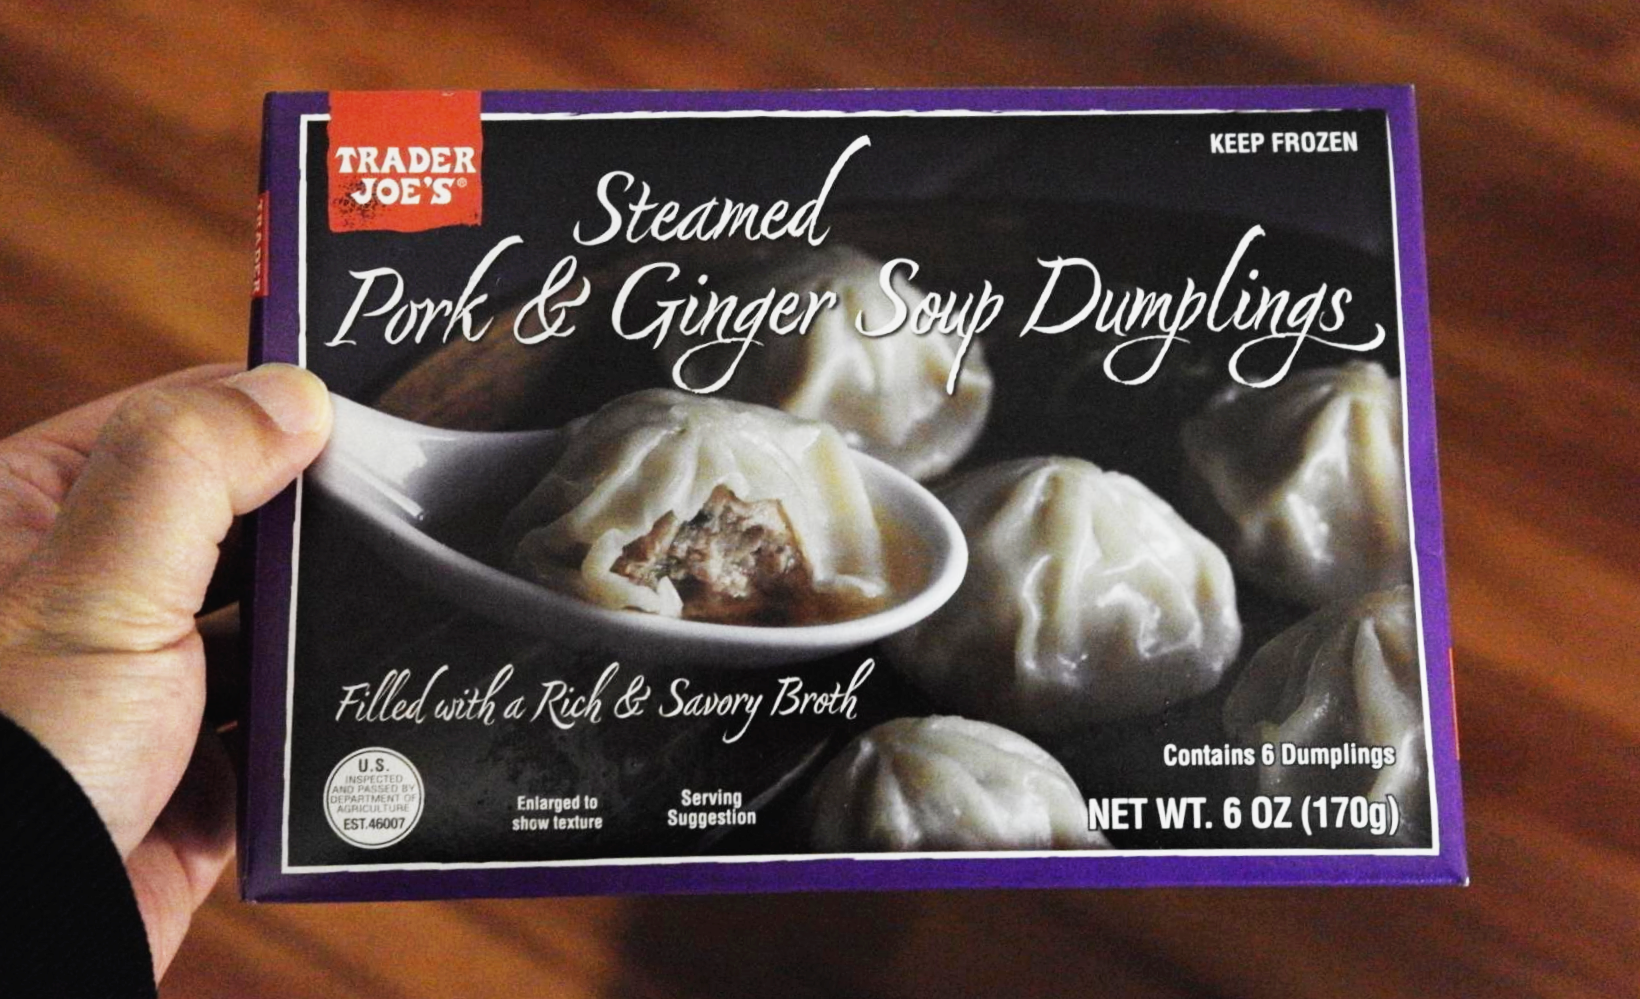 TRADER
JOE'S®
KEEP FROZEN
Steamed
Pork & Ginger Soup Dumplings
TRADER
Filled with a Rich & Savory Broth
U.S.
INSPECTED
AND PASSED BY
DEPARTMENT OF
AGRICULTURE
EST.46007
Enlarged to
show texture
Serving
Suggestion
Contains 6 Dumplings
NET WT. 6 OZ (170g)